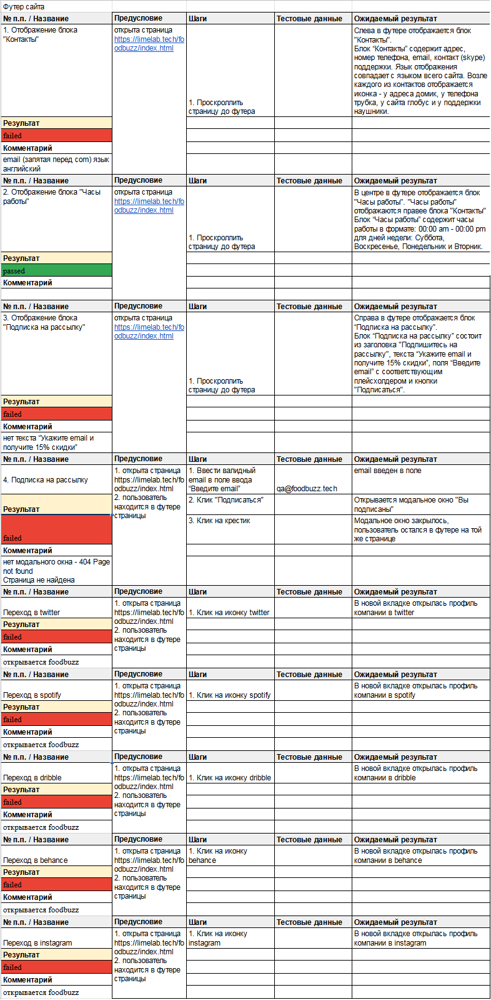 Футер сайта
№ п.п. / Название Предусловие Шаги Тестовые данные Ожидаемый результат
1. Отображение блока "Контакты"
открыта страница
https://limelab.tech/fo
odbuzz/index.html
1. Проскроллить
страницу до футера
Слева в футере отображается блок
"Контакты".
Блок “Контакты” содержит адрес,
номер телефона, email, контакт (skype)
поддержки. Язык отображения
совпадает с языком всего сайта. Возле
каждого из контактов отображается
иконка - у адреса домик, у телефона
трубка, у сайта глобус и у поддержки
наушники.
Результат
failed
Комментарий
email (запятая перед com) язык
английский
№ п.п. / Название Предусловие Шаги Тестовые данные Ожидаемый результат
2. Отображение блока "Часы
работы"
открыта страница
https://limelab.tech/fo
odbuzz/index.html
1. Проскроллить
страницу до футера
В центре в футере отображается блок
"Часы работы". "Часы работы"
отображаются правее блока "Контакты"
Блок “Часы работы” содержит часы
работы в формате: 00:00 am - 00:00 pm
для дней недели: Суббота,
Воскресенье, Понедельник и Вторник.
Результат
passed
Комментарий
№ п.п. / Название Предусловие Шаги Тестовые данные Ожидаемый результат
3. Отображение блока
"Подписка на рассылку"
открыта страница
https://limelab.tech/fo
odbuzz/index.html
1. Проскроллить
страницу до футера
Справа в футере отображается блок
“Подписка на рассылку”.
Блок “Подписка на рассылку” состоит
из заголовка "Подпишитесь на
рассылку", текста “Укажите email и
получите 15% скидки”, поля “Введите
email” с соответствующим
плейсхолдером и кнопки
"Подписаться".
Результат
failed
Комментарий
нет текста “Укажите email и
получите 15% скидки”
№ п.п. / Название Предусловие Шаги Тестовые данные Ожидаемый результат
4. Подписка на рассылку
1. открыта страница
https://limelab.tech/fo
odbuzz/index.html
2. пользователь
находится в футере
страницы
1. Ввести валидный
email в поле ввода
“Введите email”
qa@foodbuzz.tech
email введен в поле
Результат
2. Клик "Подписаться"
Открывается модальное окно "Вы
подписаны"
failed
3. Клик на крестик
Модальное окно закрылось,
пользователь остался в футере на той
же странице
Комментарий
нет модального окна - 404 Page
not found
Страница не найдена
№ п.п. / Название Предусловие Шаги Тестовые данные Ожидаемый результат
Переход в twitter
1. открыта страница
https://limelab.tech/fo
odbuzz/index.html
2. пользователь
находится в футере
страницы
1. Клик на иконку twitter
В новой вкладке открылась профиль
компании в twitter
Результат
failed
Комментарий
открывается foodbuzz
№ п.п. / Название Предусловие Шаги Тестовые данные Ожидаемый результат
Переход в spotify
1. открыта страница
https://limelab.tech/fo
odbuzz/index.html
2. пользователь
находится в футере
страницы
1. Клик на иконку spotify
В новой вкладке открылась профиль
компании в spotify
Результат
failed
Комментарий
открывается foodbuzz
№ п.п. / Название Предусловие Шаги Тестовые данные Ожидаемый результат
Переход в dribble
1. открыта страница
https://limelab.tech/fo
odbuzz/index.html
2. пользователь
находится в футере
страницы
1. Клик на иконку dribble
В новой вкладке открылась профиль
компании в dribble
Результат
failed
Комментарий
открывается foodbuzz
№ п.п. / Название Предусловие Шаги Тестовые данные Ожидаемый результат
Переход в behance
1. открыта страница
https://limelab.tech/fo
odbuzz/index.html
2. пользователь
находится в футере
страницы
1. Клик на иконку
behance
В новой вкладке открылась профиль
компании в behance
Результат
failed
Комментарий
открывается foodbuzz
№ п.п. / Название Предусловие Шаги Тестовые данные Ожидаемый результат
Переход в instagram
1. открыта страница
https://limelab.tech/fo
odbuzz/index.html
2. пользователь
находится в футере
страницы
1. Клик на иконку
instagram
В новой вкладке открылась профиль
компании в instagram
Результат
failed
Комментарий
открывается foodbuzz